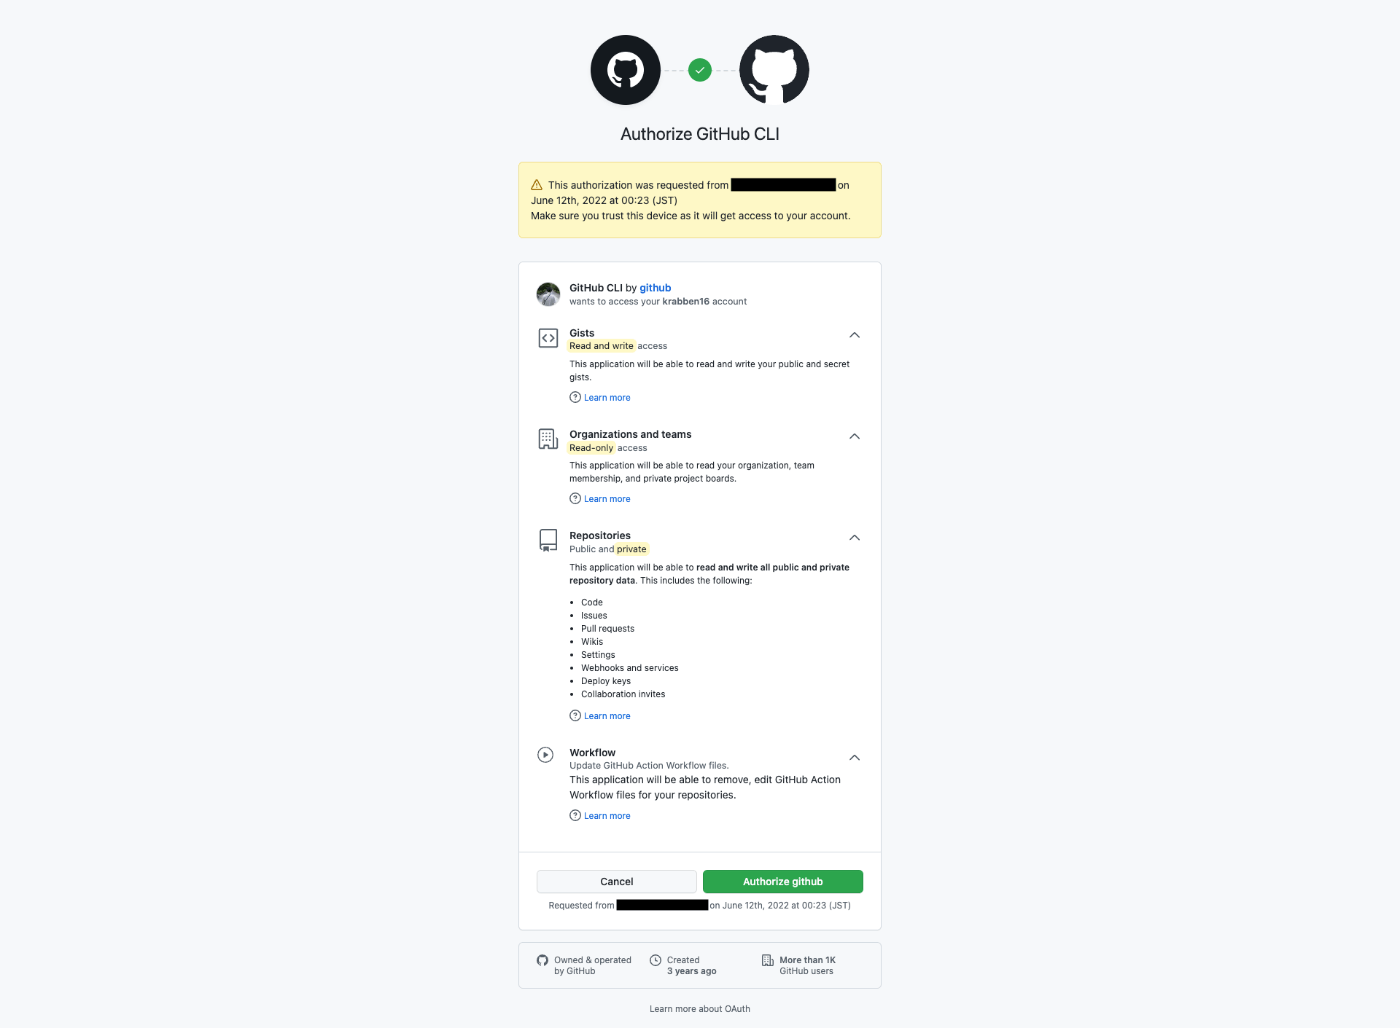 Authorize GitHub CLI
This authorization was requested from on
June 12th, 2022 at 00:23 (JST)
Make sure you trust this device as it will get access to your account.
GitHub CLI by github
wants to access your krabben16 account
Gists
Read and write access
This application will be able to read and write your public and secret
gists.
Learn more
Organizations and teams
Read-only access
This application will be able to read your organization, team
membership, and private project boards.
Learn more
Repositories
Public and private
This application will be able to read and write all public and private
repository data. This includes the following:
Code
Issues
Pull requests
Wikis
Settings
Webhooks and services
Deploy keys
Collaboration invites
Learn more
Workflow
Update GitHub Action Workflow files.
This application will be able to remove, edit GitHub Action
Workflow files for your repositories.
Learn more
Cancel
Authorize github
Requested from on June 12th, 2022 at 00:23 (JST)
Owned & operated
by GitHub
Created
3 years ago
More than 1K
GitHub users
Learn more about OAuth